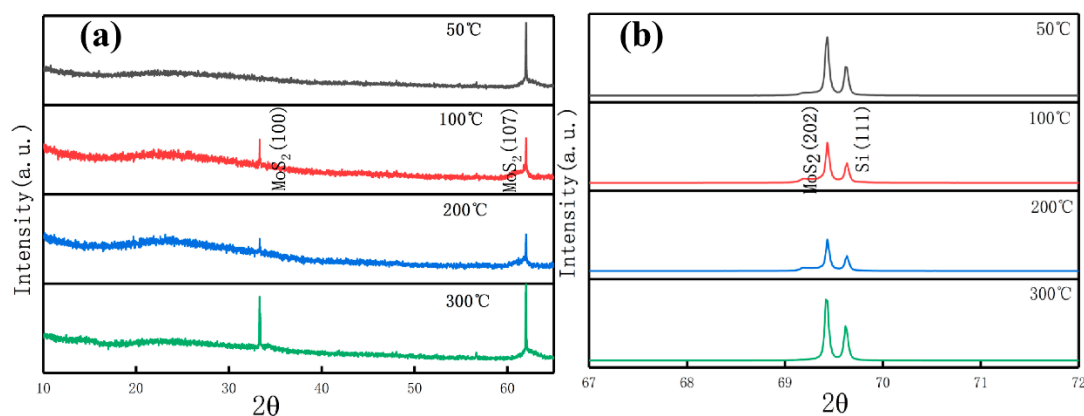 (a)
50℃
100℃
MoS2(100)
MoS2(107)
200℃
300℃
Intensity(a.u.)
10 20 30 40 50 60
2θ
(b)
50℃
100℃
MoS2(202)
Si(111)
200℃
300℃
Intensity(a.u.)
67 68 69 70 71 72
2θ